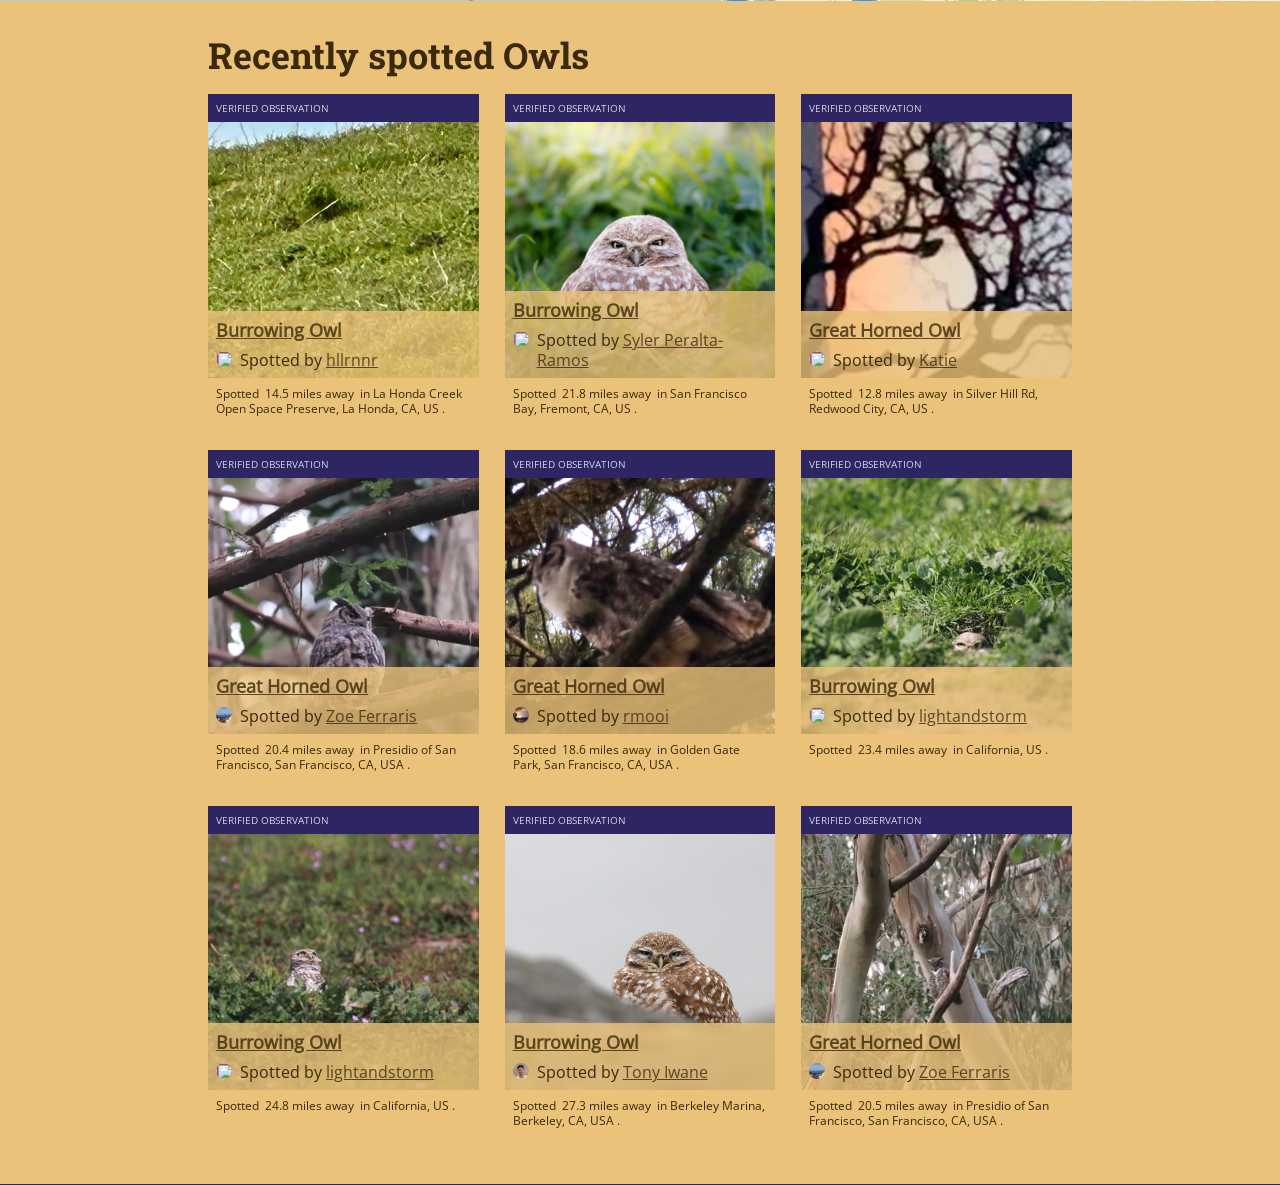 Recently spotted Owls
VERIFIED OBSERVATION
Burrowing Owl
Spotted by hllrnnr
Spotted 14.5 miles away in La Honda Creek
Open Space Preserve, La Honda, CA, US .
VERIFIED OBSERVATION
Burrowing Owl
Spotted by Syler Peralta-
Ramos
Spotted 21.8 miles away in San Francisco
Bay, Fremont, CA, US .
VERIFIED OBSERVATION
Great Horned Owl
Spotted by Katie
Spotted 12.8 miles away in Silver Hill Rd,
Redwood City, CA, US .
VERIFIED OBSERVATION
Great Horned Owl
Spotted by Zoe Ferraris
Spotted 20.4 miles away in Presidio of San
Francisco, San Francisco, CA, USA .
VERIFIED OBSERVATION
Great Horned Owl
Spotted by rmooi
Spotted 18.6 miles away in Golden Gate
Park, San Francisco, CA, USA .
VERIFIED OBSERVATION
Burrowing Owl
Spotted by lightandstorm
Spotted 23.4 miles away in California, US .
VERIFIED OBSERVATION
Burrowing Owl
Spotted by lightandstorm
Spotted 24.8 miles away in California, US .
VERIFIED OBSERVATION
Burrowing Owl
Spotted by Tony Iwane
Spotted 27.3 miles away in Berkeley Marina,
Berkeley, CA, USA .
VERIFIED OBSERVATION
Great Horned Owl
Spotted by Zoe Ferraris
Spotted 20.5 miles away in Presidio of San
Francisco, San Francisco, CA, USA .